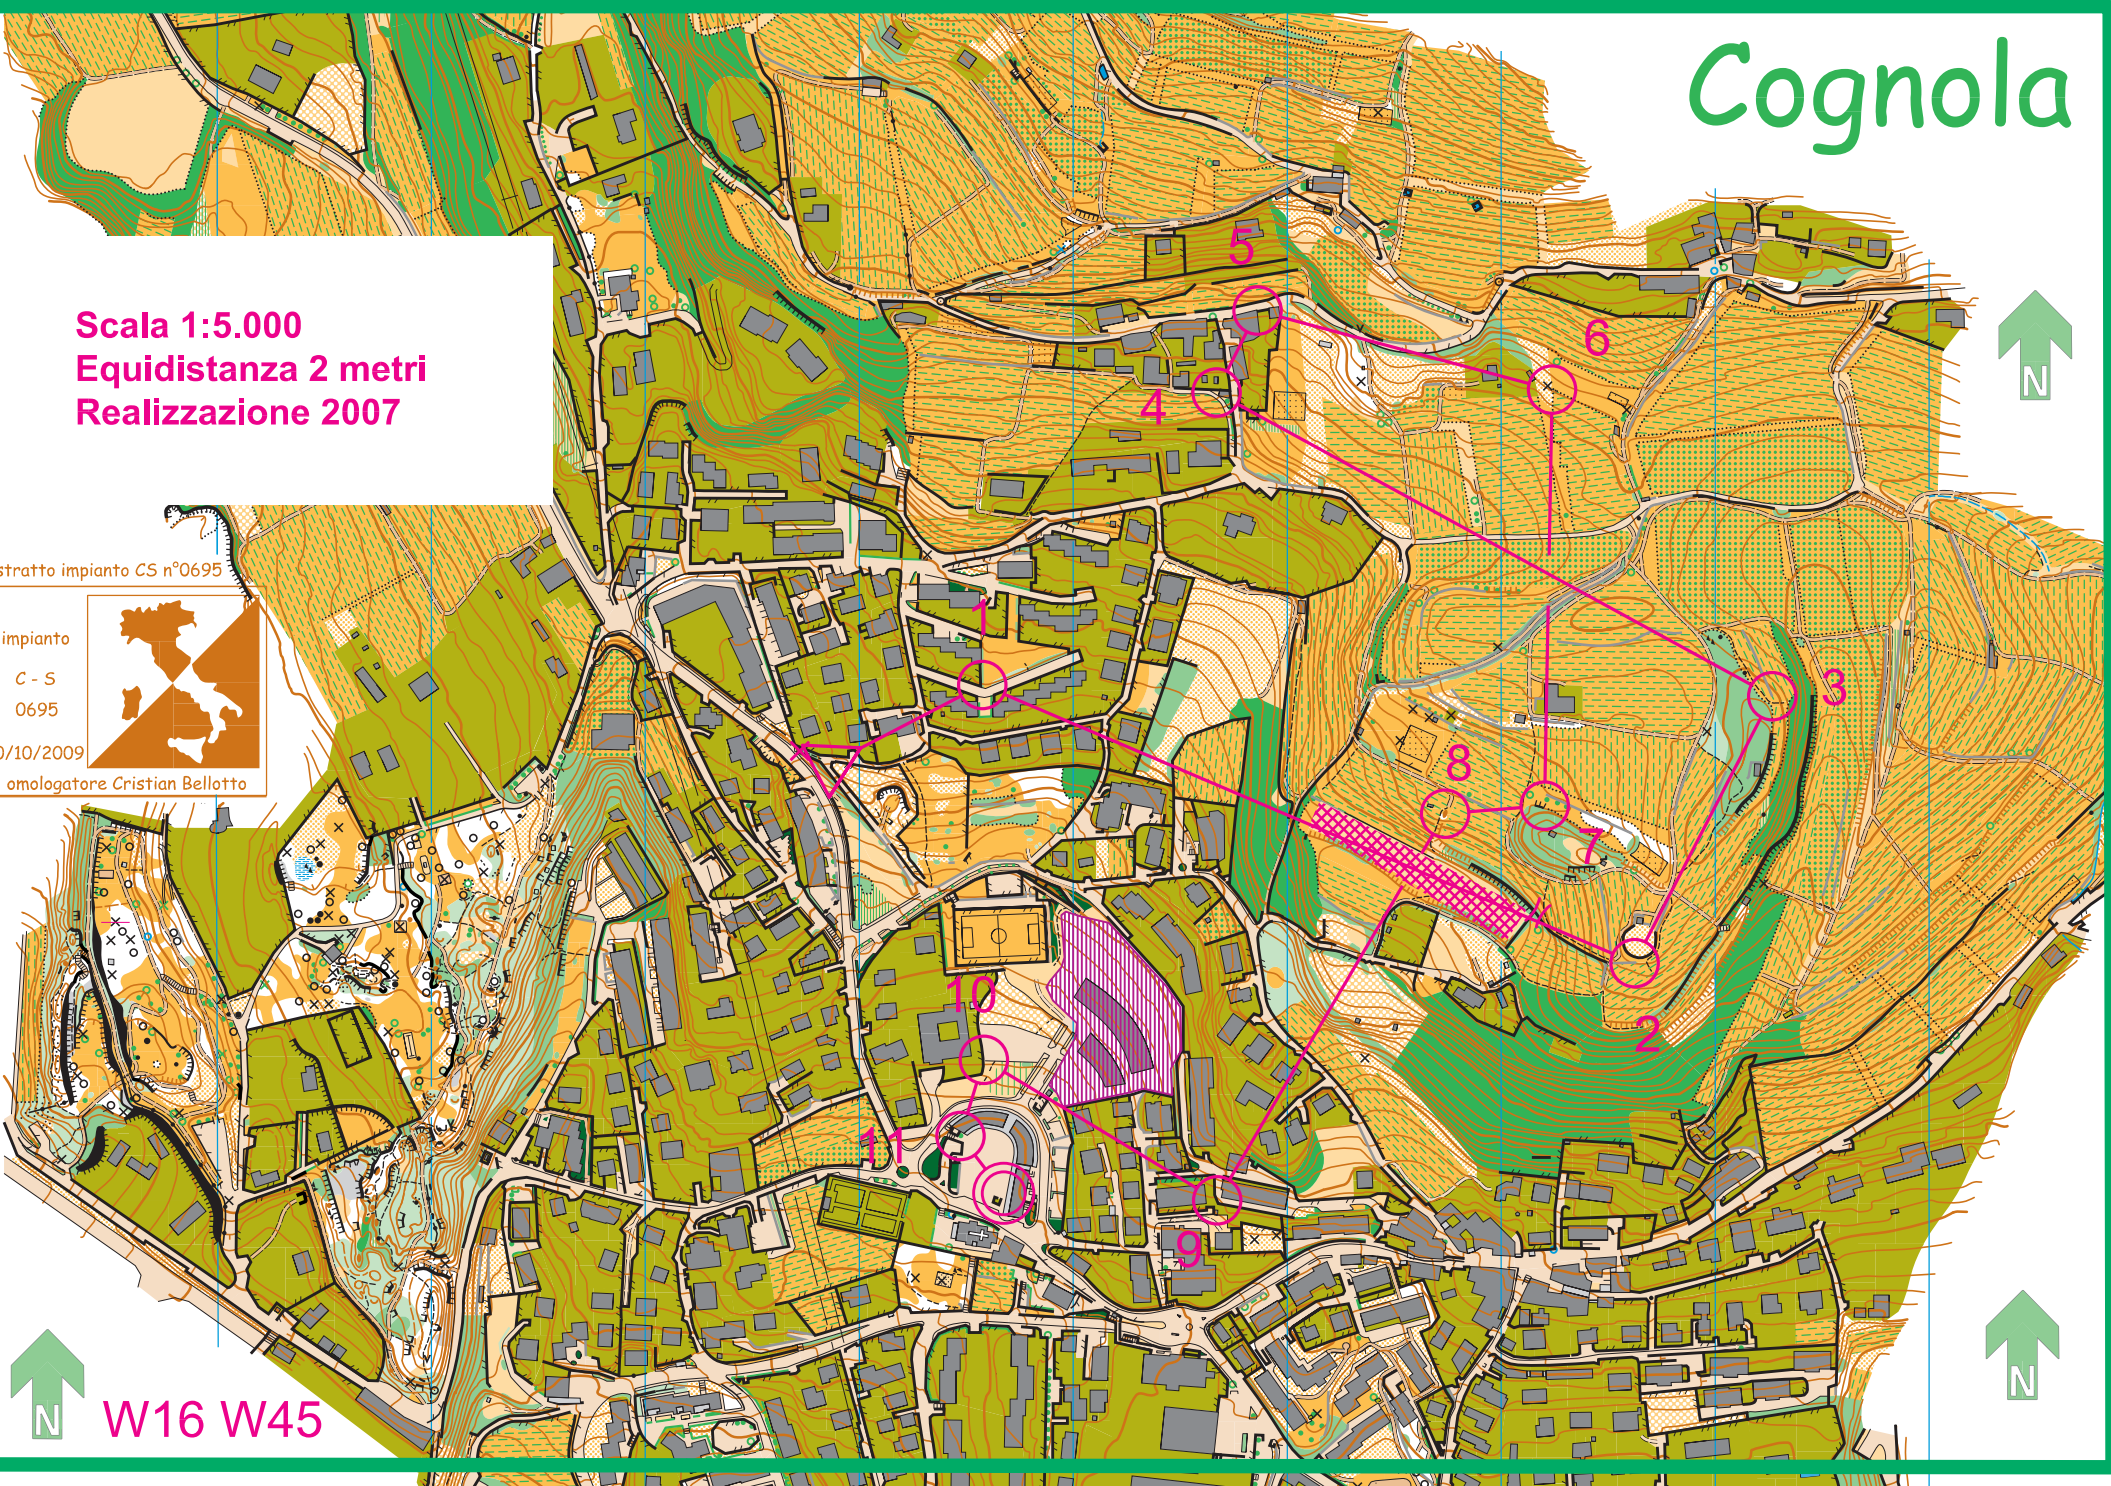 Cognola
Scala 1:5.000
Equidistanza 2 metri
Realizzazione 2007
5
6
4
N
stratto impianto CS n°0695
impianto
C - S
0695
0/10/2009
omologatore Cristian Bellotto
1
3
8
7
10
2
11
9
N
W16 W45
N